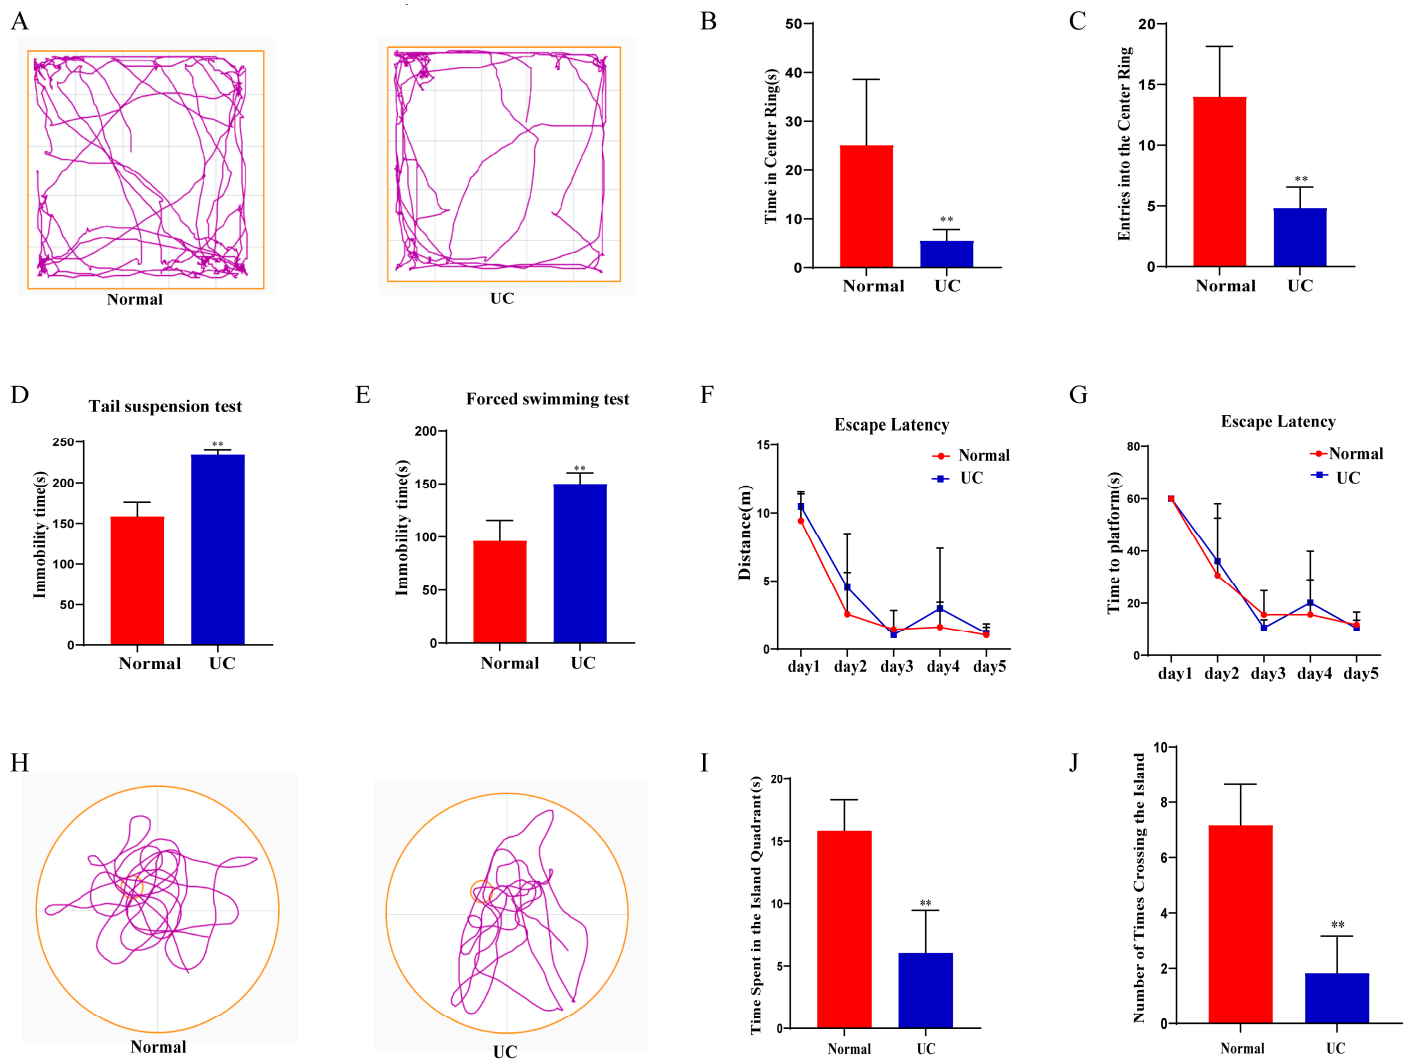 A
Normal
UC
B
Time in Center Ring(s)
50
40
30
20
10
0
**
Normal UC
C
Entries into the Center Ring
20
15
10
5
0
**
Normal UC
D
Tail suspension test
Immobility time(s)
250
200
150
100
50
0
**
Normal UC
E
Forced swimming test
Immobility time(s)
200
150
100
50
0
**
Normal UC
F
Escape Latency
Normal
UC
Distance(m)
15
10
5
0
day1 day2 day3 day4 day5
G
Escape Latency
Normal
UC
Time to platform(s)
80
60
40
20
0
day1 day2 day3 day4 day5
H
Normal
UC
I
Time Spent in the Island Quadrant(s)
20
15
10
5
0
**
Normal UC
J
Number of Times Crossing the Island
10
8
6
4
2
0
**
Normal UC